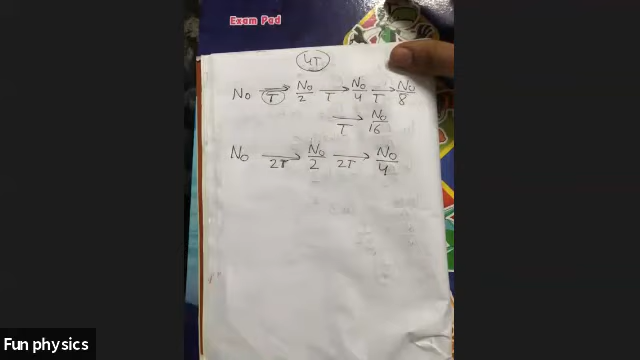 Exam Pad
4T
No →T No/2 →T No/4 →T No/8
→T No/16
No →2T No/2 →2T No/4
Fun physics